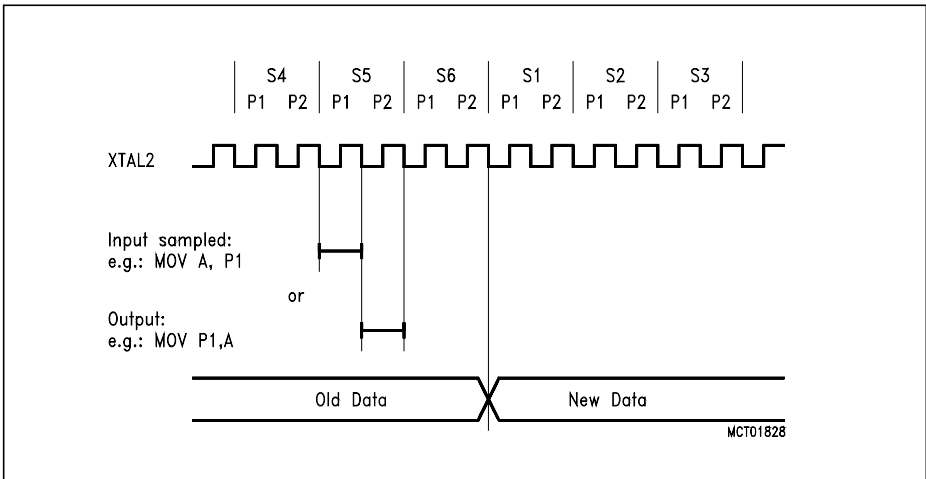 S4 S5 S6 S1 S2 S3
P1 P2 P1 P2 P1 P2 P1 P2 P1 P2 P1 P2
XTAL2
Input sampled:
e.g.: MOV A, P1
or
Output:
e.g.: MOV P1,A
Old Data New Data
MCT01828